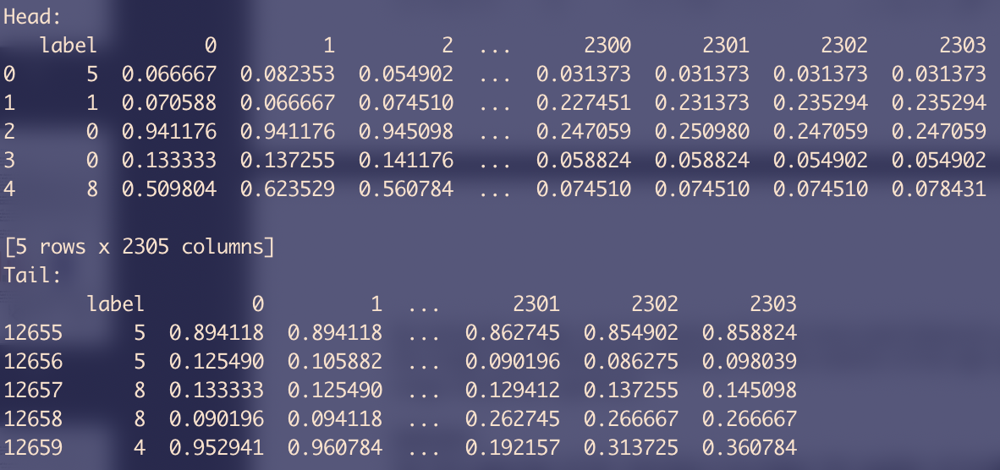 Head:
   label         0         1         2  ...      2300      2301      2302      2303
0      5  0.066667  0.082353  0.054902  ...  0.031373  0.031373  0.031373  0.031373
1      1  0.070588  0.066667  0.074510  ...  0.227451  0.231373  0.235294  0.235294
2      0  0.941176  0.941176  0.945098  ...  0.247059  0.250980  0.247059  0.247059
3      0  0.133333  0.137255  0.141176  ...  0.058824  0.058824  0.054902  0.054902
4      8  0.509804  0.623529  0.560784  ...  0.074510  0.074510  0.074510  0.078431
[5 rows x 2305 columns]
Tail:
       label         0         1  ...      2301      2302      2303
12655      5  0.894118  0.894118  ...  0.862745  0.854902  0.858824
12656      5  0.125490  0.105882  ...  0.090196  0.086275  0.098039
12657      8  0.133333  0.125490  ...  0.129412  0.137255  0.145098
12658      8  0.090196  0.094118  ...  0.262745  0.266667  0.266667
12659      4  0.952941  0.960784  ...  0.192157  0.313725  0.360784